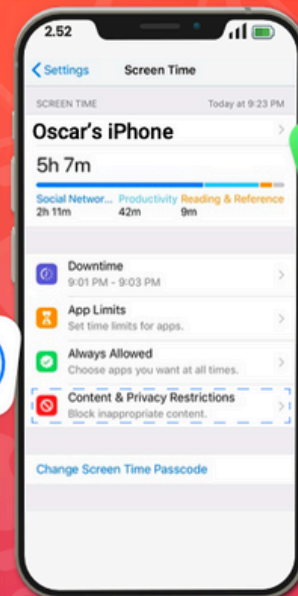 2.52
Settings Screen Time
SCREEN TIME Today at 9:23 PM
Oscar's iPhone
5h 7m
Social Networ... Productivity Reading & Reference
2h 11m 42m 9m
Downtime
9:01 PM - 9:03 PM
App Limits
Set time limits for apps.
Always Allowed
Choose apps you want at all times.
Content & Privacy Restrictions
Block inappropriate content.
Change Screen Time Passcode